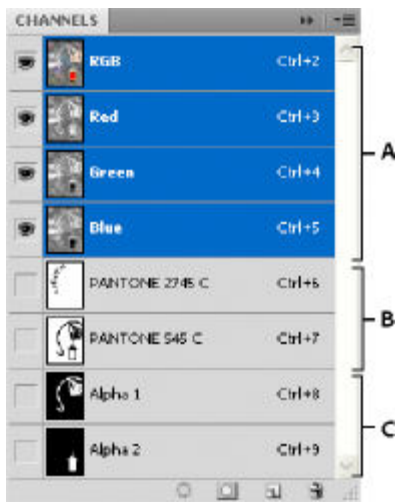 CHANNELS
RGB Ctrl+2
Red Ctrl+3
Green Ctrl+4
Blue Ctrl+5
A
PANTONE 2745 C Ctrl+6
PANTONE 545 C Ctrl+7
B
Alpha 1 Ctrl+8
Alpha 2 Ctrl+9
C